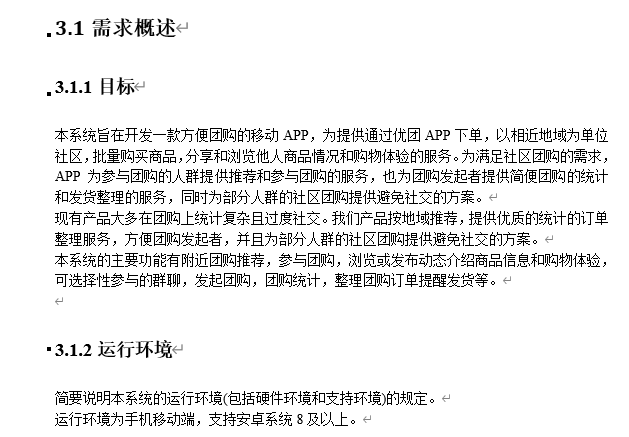 3.1 需求概述
3.1.1 目标
本系统旨在开发一款方便团购的移动 APP，为提供通过优团 APP 下单，以相近地域为单位
社区，批量购买商品，分享和浏览他人商品情况和购物体验的服务。为满足社区团购的需求，
APP 为参与团购的人群提供推荐和参与团购的服务，也为团购发起者提供简便团购的统计
和发货整理的服务，同时为部分人群的社区团购提供避免社交的方案。
现有产品大多在团购上统计复杂且过度社交。我们产品按地域推荐，提供优质的统计的订单
整理服务，方便团购发起者，并且为部分人群的社区团购提供避免社交的方案。
本系统的主要功能有附近团购推荐，参与团购，浏览或发布动态介绍商品信息和购物体验，
可选择性参与的群聊，发起团购，团购统计，整理团购订单提醒发货等。
3.1.2 运行环境
简要说明本系统的运行环境(包括硬件环境和支持环境)的规定。
运行环境为手机移动端，支持安卓系统 8 及以上。